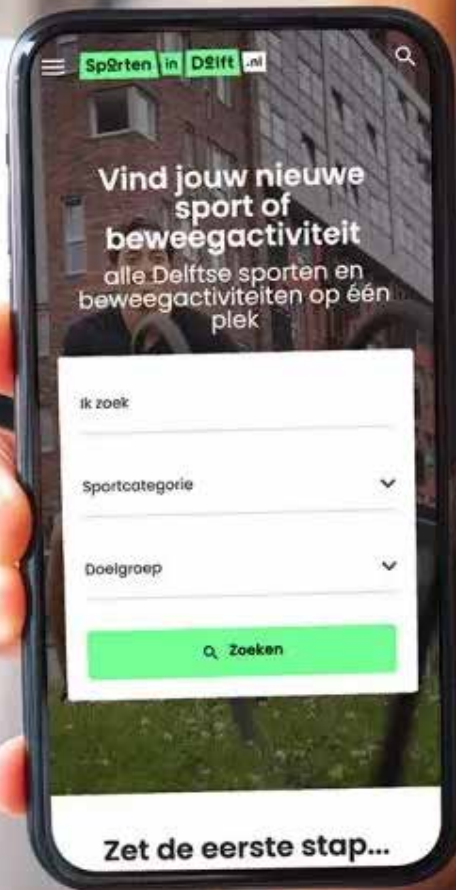 Sporten in Delft .nl
Vind jouw nieuwe
sport of
beweegactiviteit
alle Delftse sporten en
beweegactiviteiten op één
plek
Ik zoek
Sportcategorie
Doelgroep
Zoeken
Zet de eerste stap...